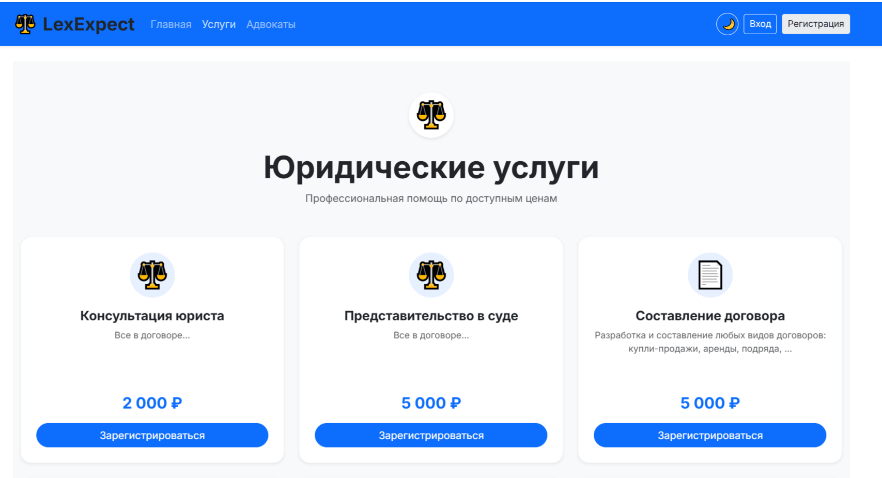 LexExpect Главная Услуги Адвокаты Вход Регистрация
Юридические услуги
Профессиональная помощь по доступным ценам
Консультация юриста
Все в договоре...
2 000 ₽
Зарегистрироваться
Представительство в суде
Все в договоре...
5 000 ₽
Зарегистрироваться
Составление договора
Разработка и составление любых видов договоров:
купли-продажи, аренды, подряда, ...
5 000 ₽
Зарегистрироваться